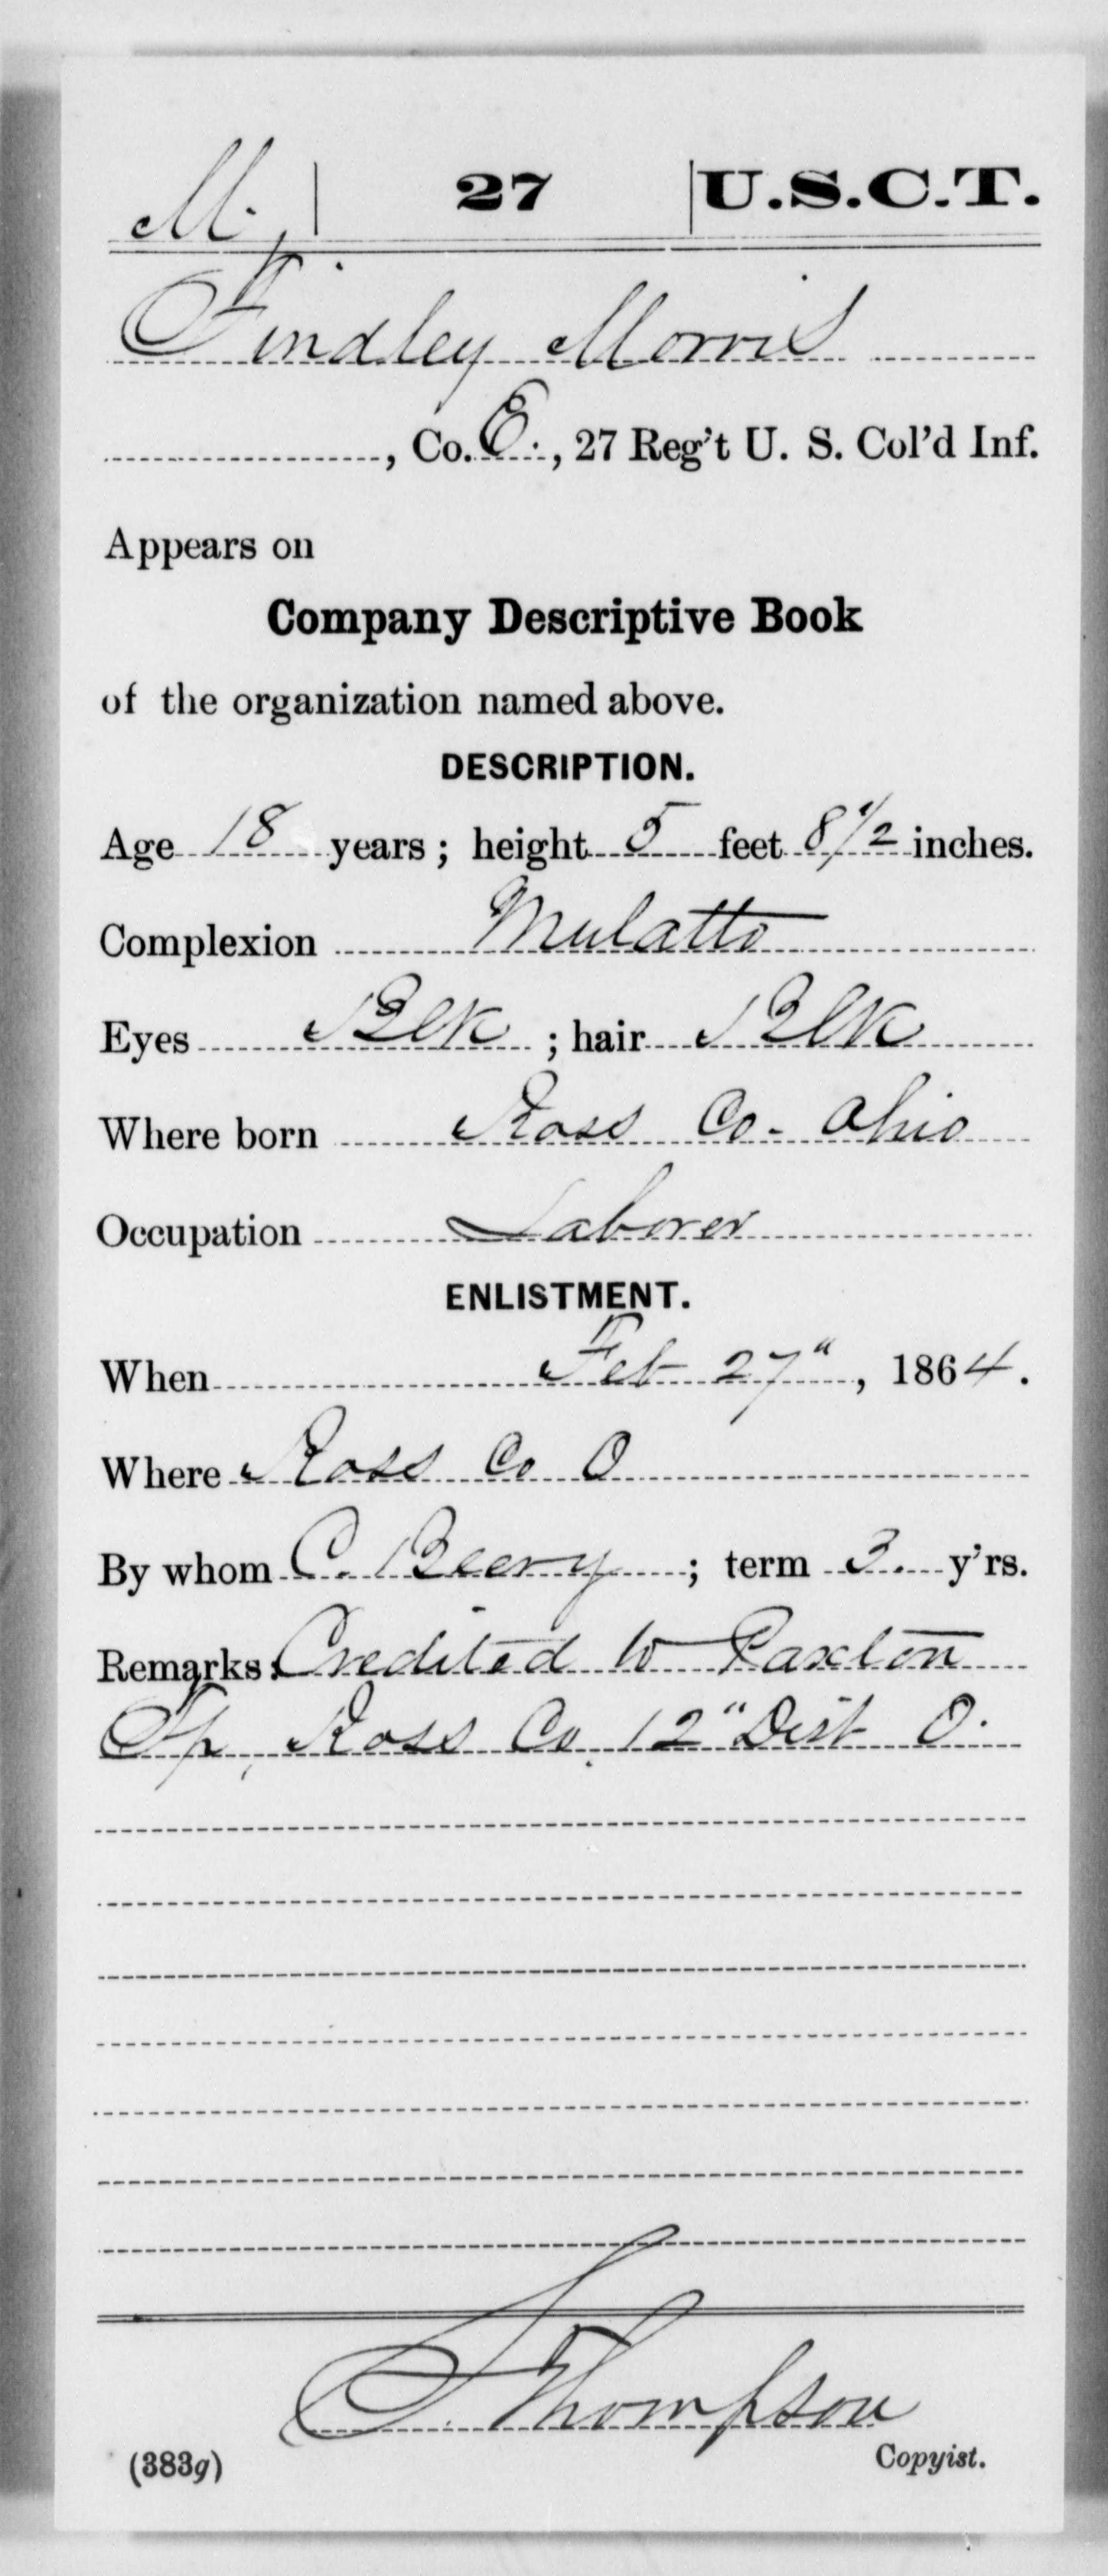 M. | 27 | U.S.C.T.
Findley Morris
, Co. E., 27 Reg't U. S. Col'd Inf.
Appears on
Company Descriptive Book
of the organization named above.
DESCRIPTION.
Age 18 years; height 5 feet 8 1/2 inches.
Complexion Mulatto
Eyes Blk ; hair Blk
Where born Ross Co. Ohio
Occupation Laborer
ENLISTMENT.
When Feb 27", 1864.
Where Ross Co O
By whom C. Beery ; term 3 y'rs.
Remarks: Credited to Paxton
Tp, Ross Co. 12" Dist O.
Thompson
(383g) Copyist.